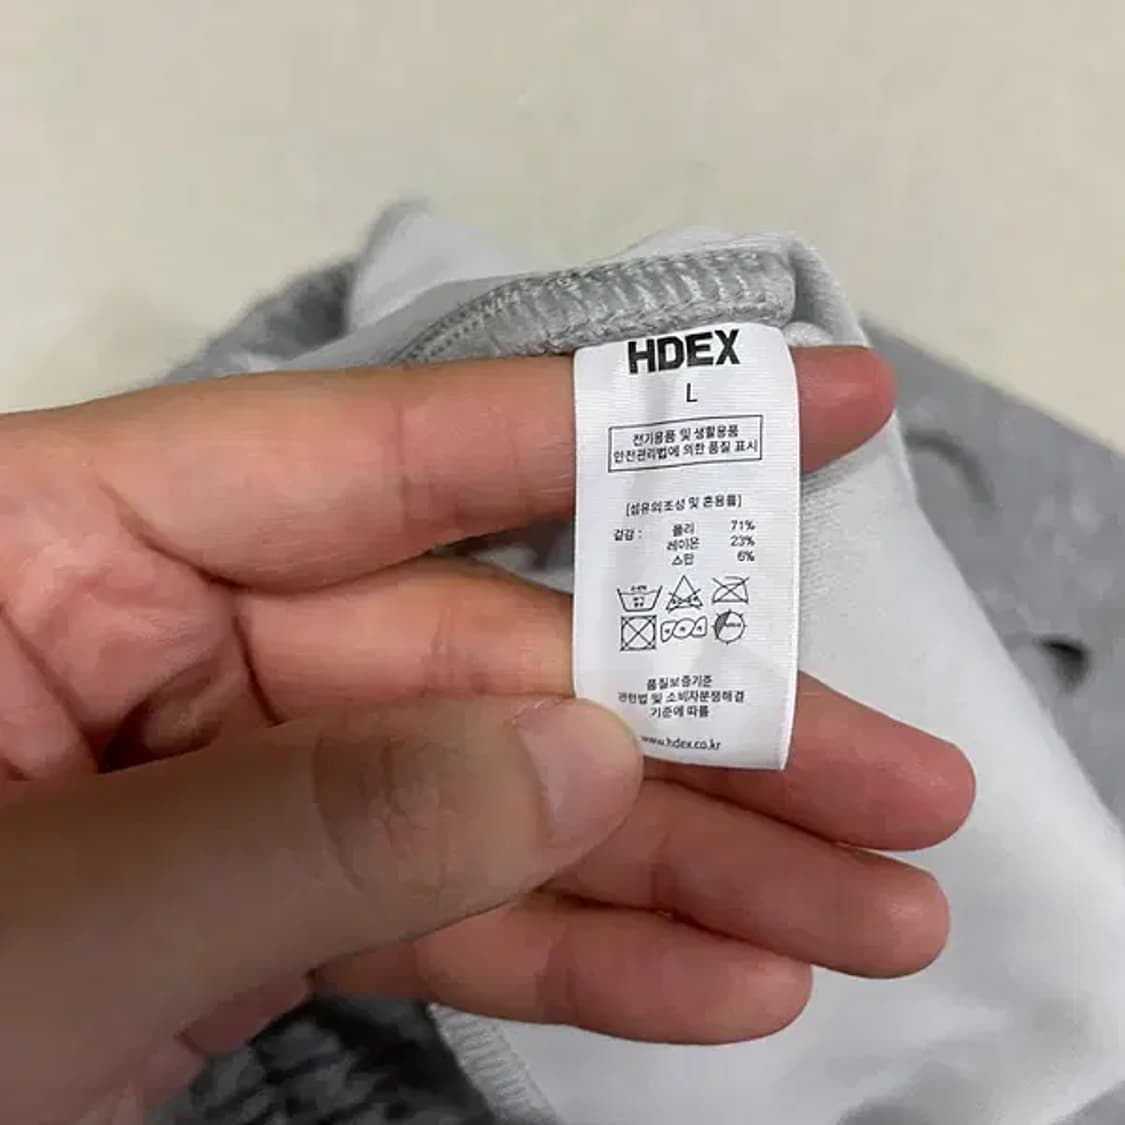 HDEX
L
전기용품 및 생활용품
안전관리법에 의한 품질 표시
[섬유의조성 및 혼용률]
겉감 : 폴리 71%
레이온 23%
스판 6%
품질보증기준
관련법 및 소비자분쟁해결
기준에 따름
www.hdex.co.kr